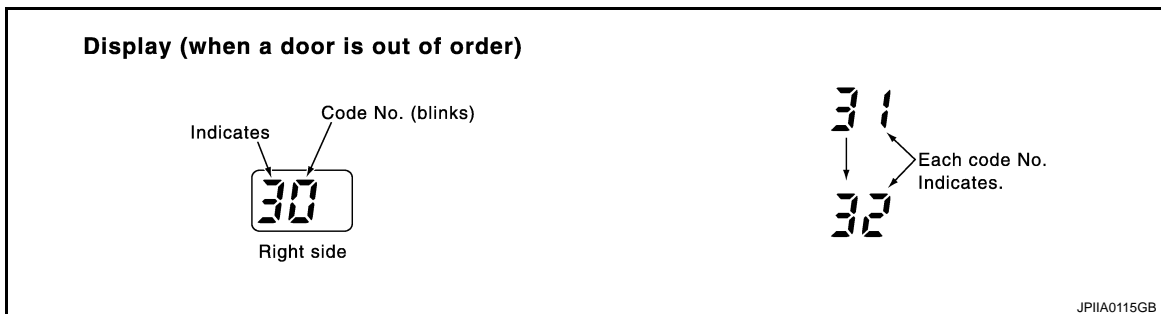 Display (when a door is out of order)
Code No. (blinks)
Indicates
30
Right side
31
Each code No.
Indicates.
32
JPIIA0115GB